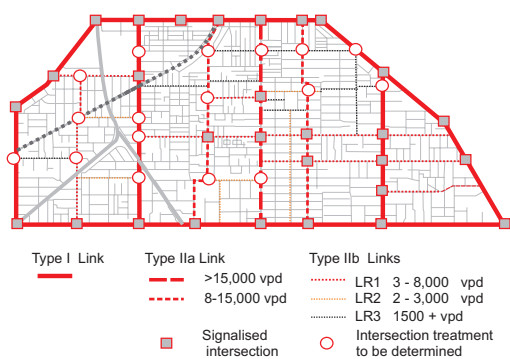 Type I Link
Type IIa Link
Type IIb Links
>15,000 vpd
8-15,000 vpd
LR1 3 - 8,000 vpd
LR2 2 - 3,000 vpd
LR3 1500 + vpd
Signalised
intersection
Intersection treatment
to be determined